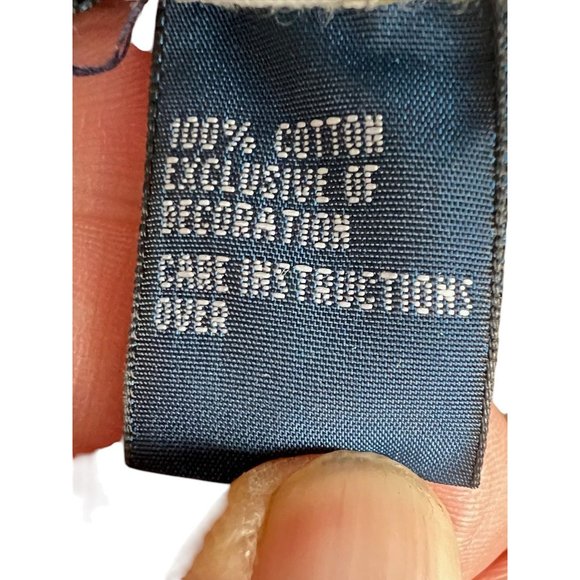 100% COTTON
EXCLUSIVE OF
DECORATION
CARE INSTRUCTIONS
OVER